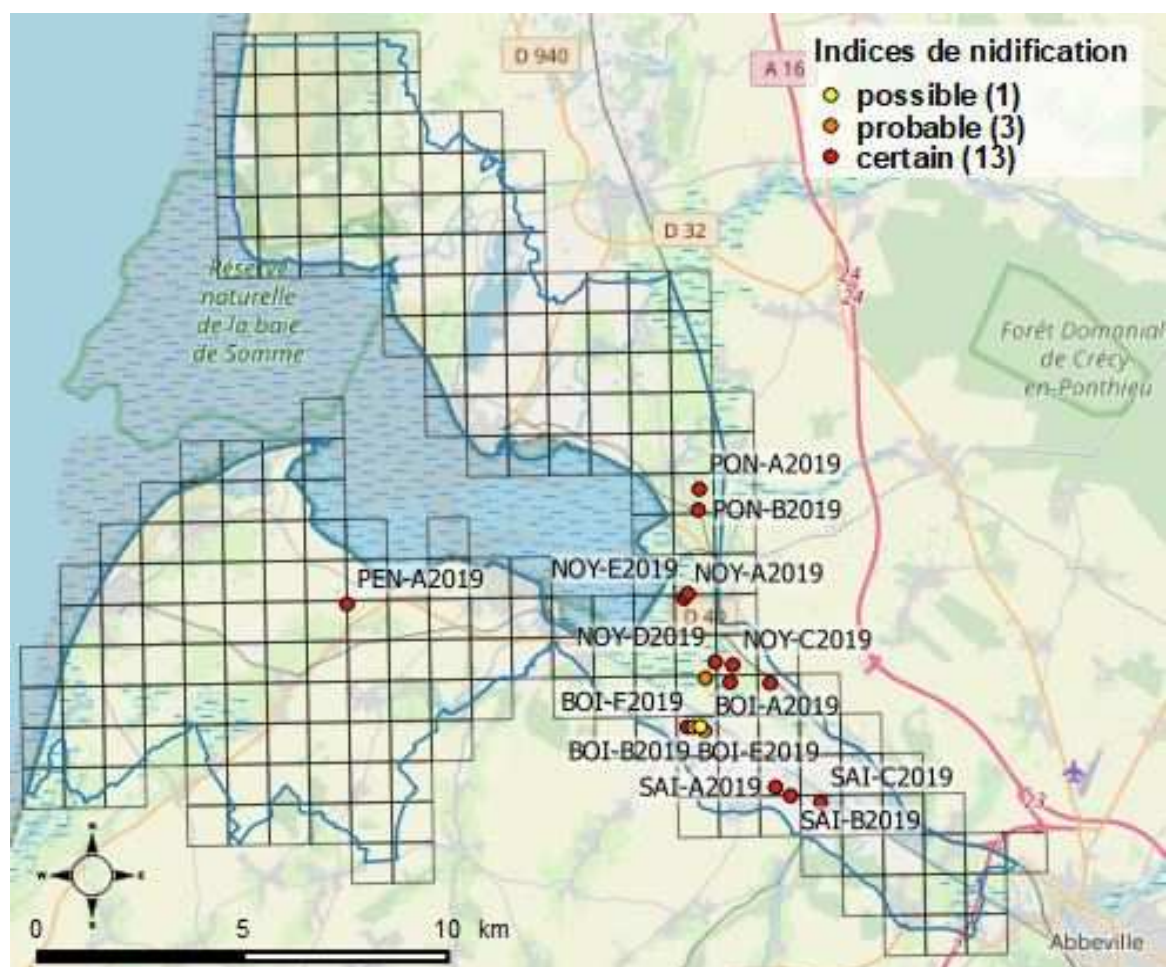 D 940
A 16
Indices de nidification
possible (1)
probable (3)
certain (13)
D 32
24
24
Réserve
naturelle
de la baie
de Somme
Forêt Domanial
de Crécy
en-Ponthieu
PON-A2019
PON-B2019
NOY-E2019
NOY-A2019
PEN-A2019
NOY-D2019
NOY-C2019
BOI-F2019
BOI-A2019
BOI-B2019
BOI-E2019
SAI-C2019
SAI-A2019
SAI-B2019
N
W
E
0
5
10
km
Abbeville